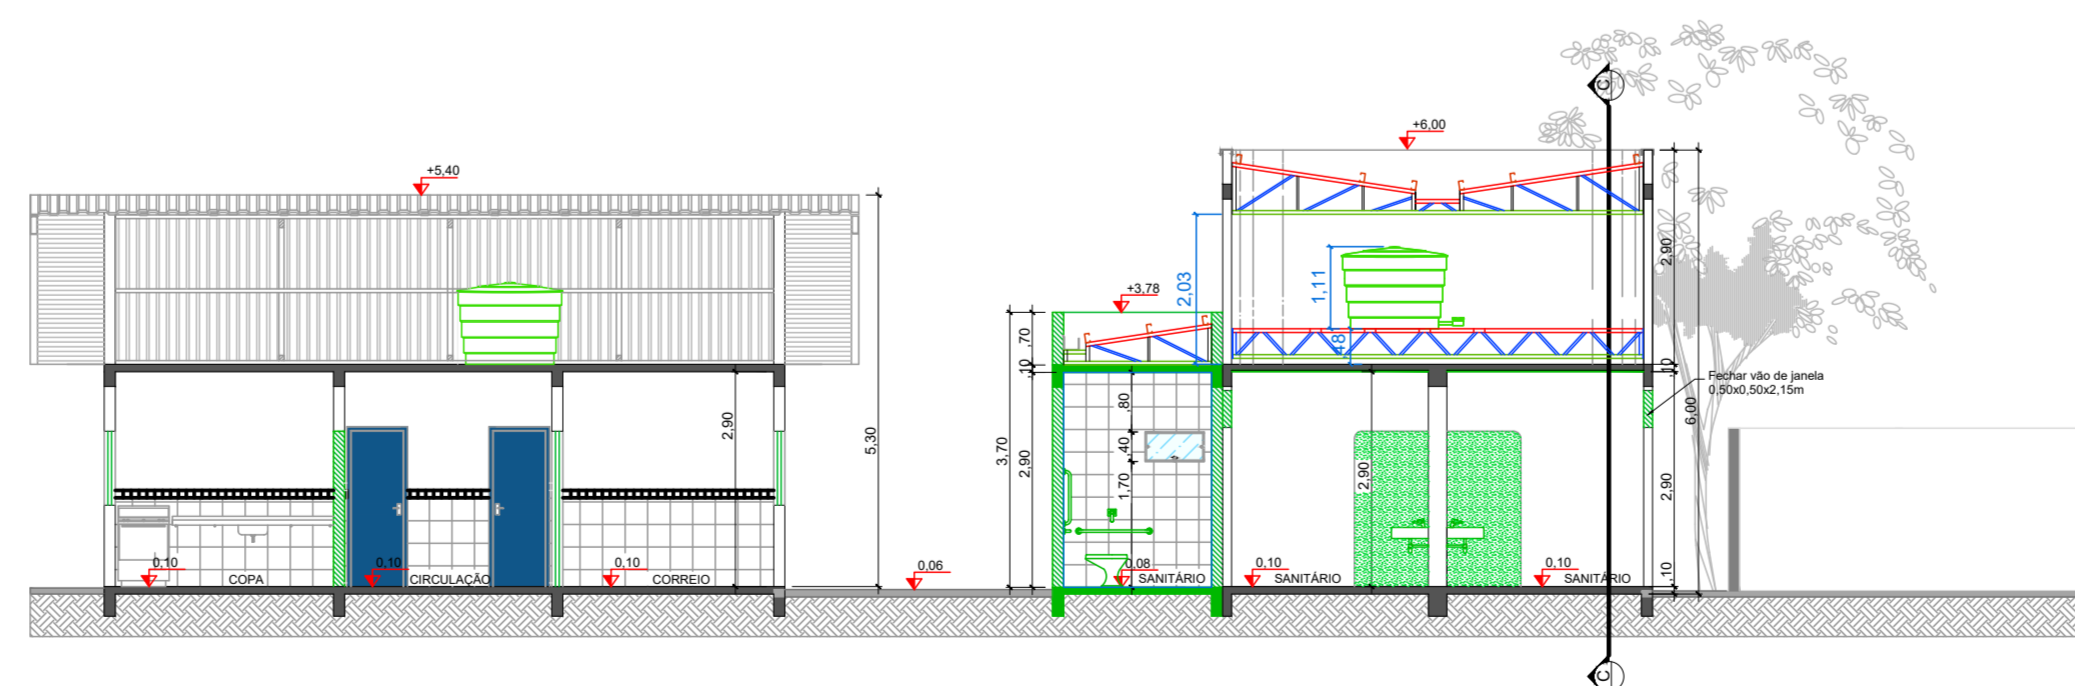 +5,40
5,30
2,90
0,10
COPA
0,10
CIRCULAÇÃO
0,10
CORREIO
0,06
+3,78
3,70
,70
10
2,90
,80
,40
1,70
0,08
SANITÁRIO
+6,00
2,03
1,11
,48
2,90
0,10
SANITÁRIO
0,10
SANITÁRIO
C
C
2,90
10
Fechar vão de janela
0,50x0,50x2,15m
6,00
2,90
,10